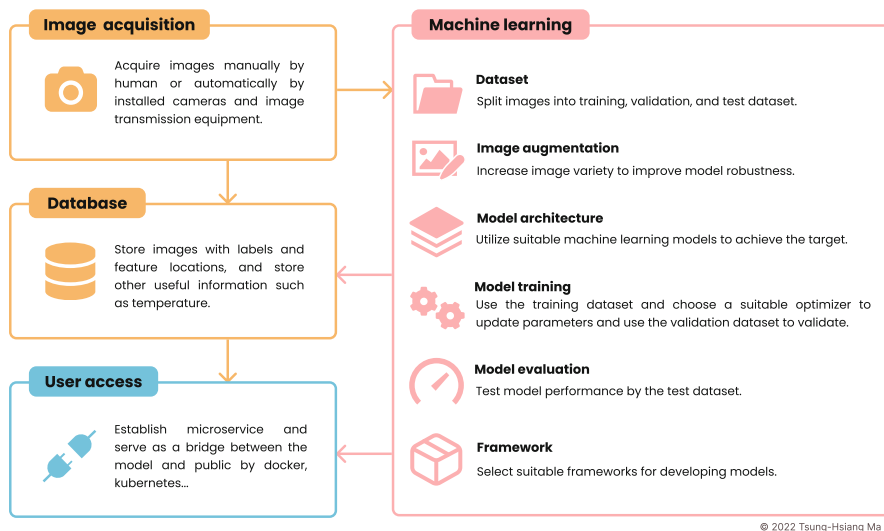 Image acquisition
Acquire images manually by
human or automatically by
installed cameras and image
transmission equipment.
Database
Store images with labels and
feature locations, and store
other useful information such
as temperature.
User access
Establish microservice and
serve as a bridge between the
model and public by docker,
kubernetes...
Machine learning
Dataset
Split images into training, validation, and test dataset.
Image augmentation
Increase image variety to improve model robustness.
Model architecture
Utilize suitable machine learning models to achieve the target.
Model training
Use the training dataset and choose a suitable optimizer to
update parameters and use the validation dataset to validate.
Model evaluation
Test model performance by the test dataset.
Framework
Select suitable frameworks for developing models.
© 2022 Tsung-Hsiang Ma